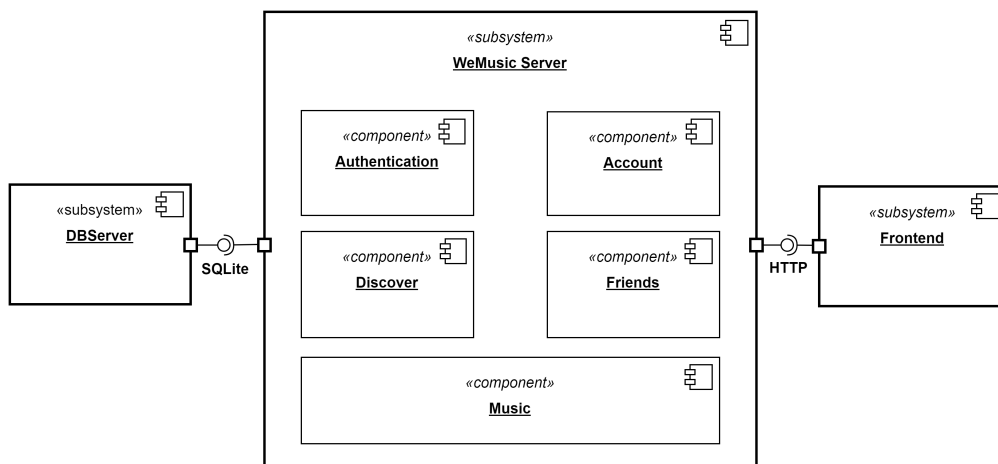 «subsystem»
WeMusic Server
«component»
Authentication
«component»
Account
«subsystem»
DBServer
SQLite
«component»
Discover
«component»
Friends
HTTP
«subsystem»
Frontend
«component»
Music